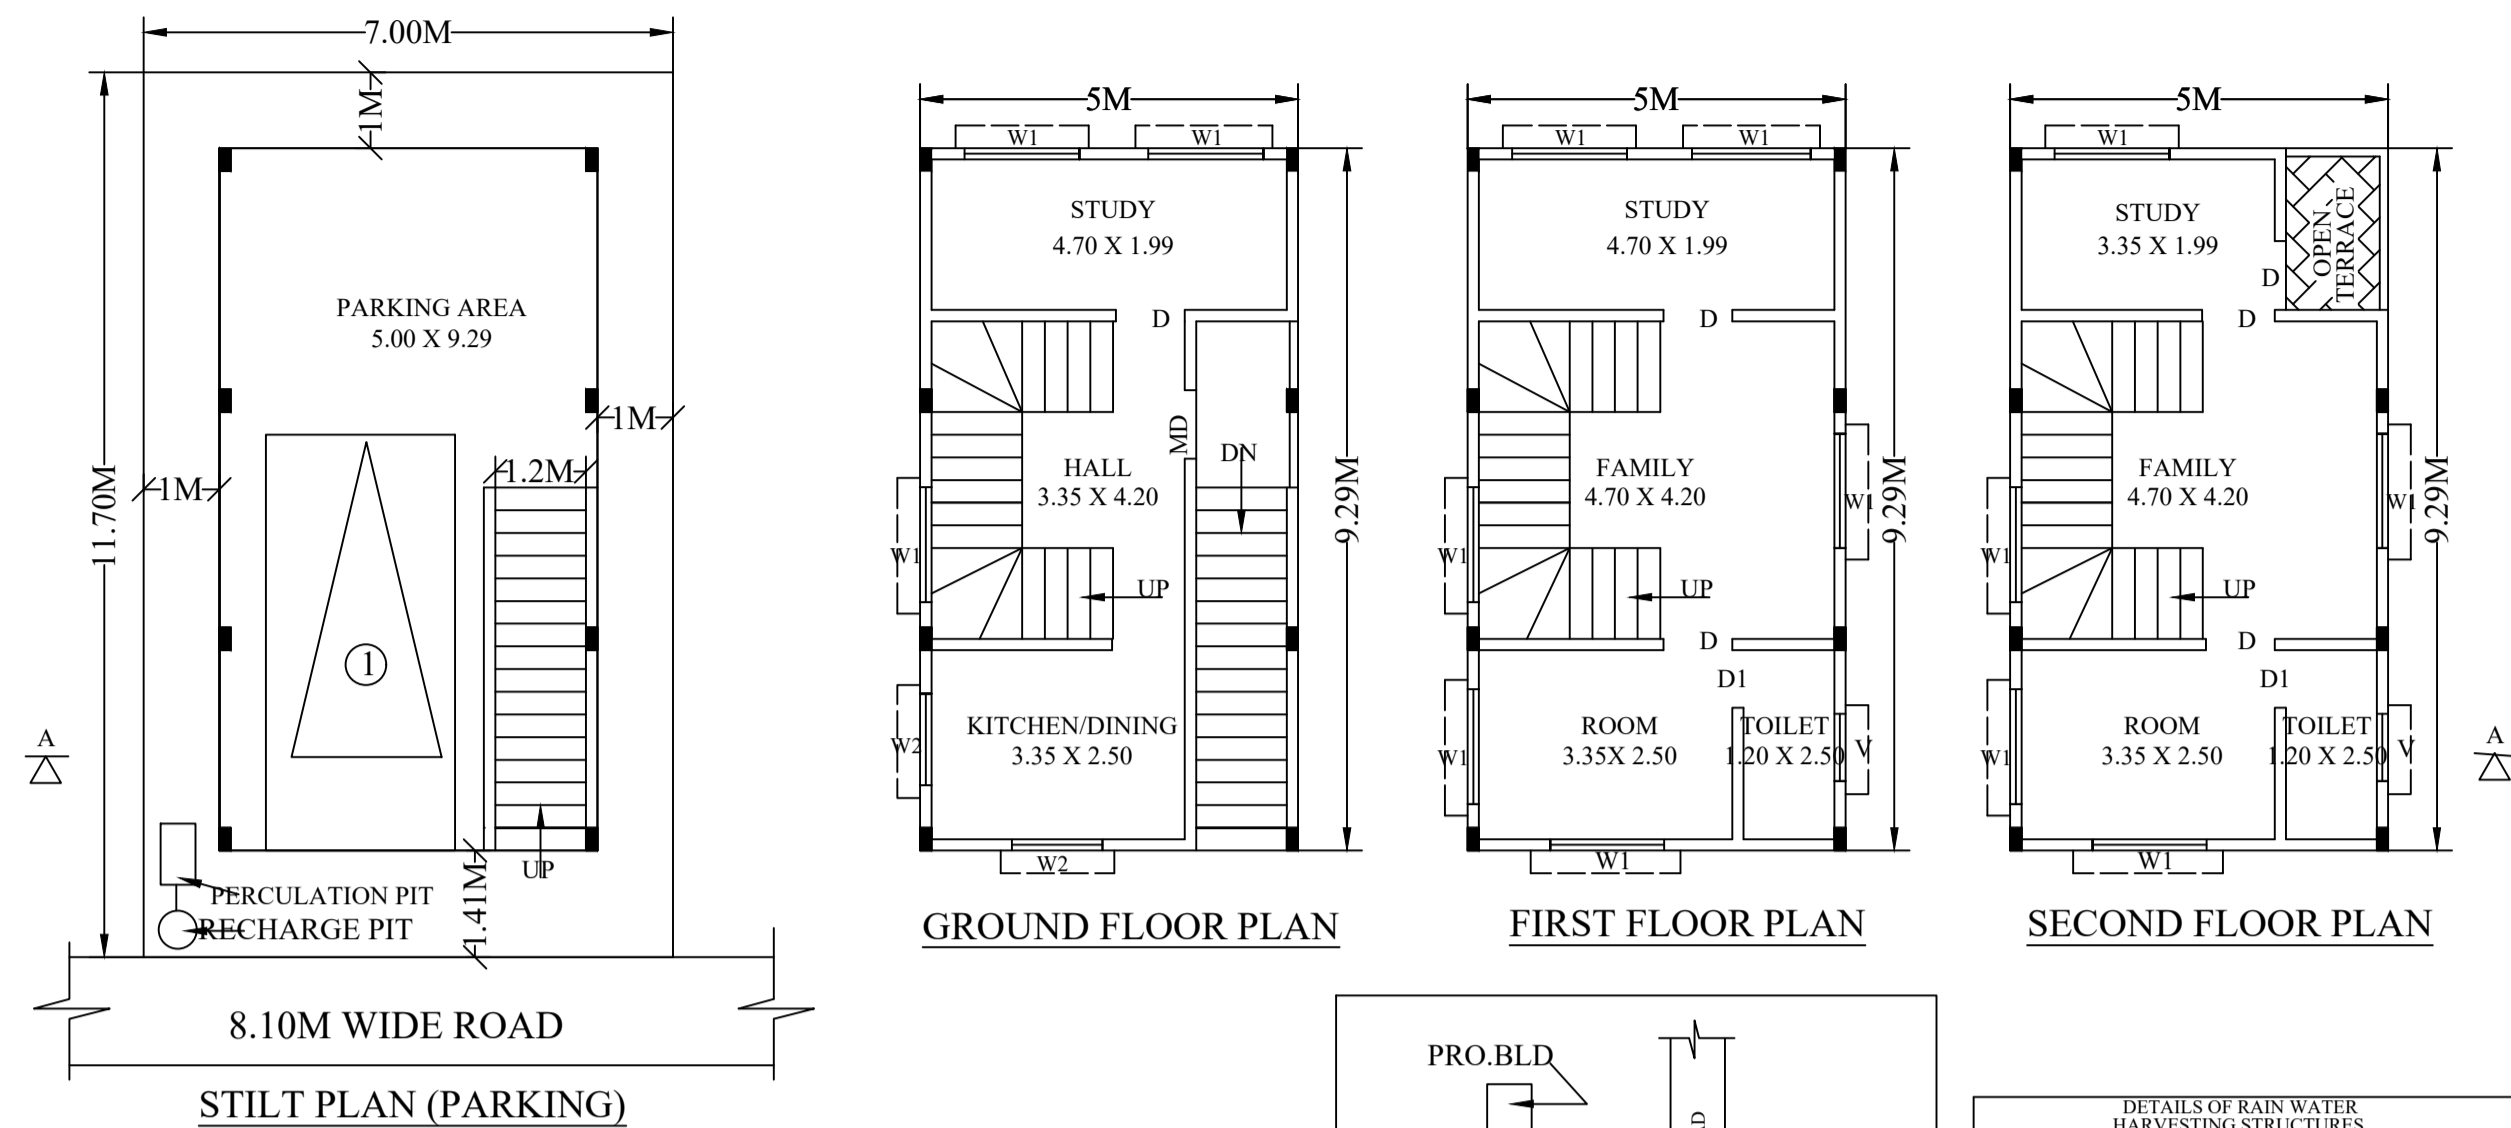 7.00M
1M
PARKING AREA
5.00 X 9.29
1M
1.2M
1M
11.70M
1
A
UP
PERCULATION PIT
RECHARGE PIT
1.41M
8.10M WIDE ROAD
STILT PLAN (PARKING)
5M
W1
W1
STUDY
4.70 X 1.99
D
MD
DN
HALL
3.35 X 4.20
9.29M
W1
UP
KITCHEN/DINING
3.35 X 2.50
W2
W2
GROUND FLOOR PLAN
5M
W1
W1
STUDY
4.70 X 1.99
D
FAMILY
4.70 X 4.20
W1
9.29M
W1
UP
D
D1
ROOM
3.35X 2.50
TOILET
1.20 X 2.50
W1
V
W1
FIRST FLOOR PLAN
5M
W1
STUDY
3.35 X 1.99
OPEN
TERRACE
D
D
FAMILY
4.70 X 4.20
W1
9.29M
W1
UP
D
D1
ROOM
3.35 X 2.50
TOILET
1.20 X 2.50
W1
V
A
W1
SECOND FLOOR PLAN
PRO.BLD
DETAILS OF RAIN WATER
HARVESTING STRUCTURES